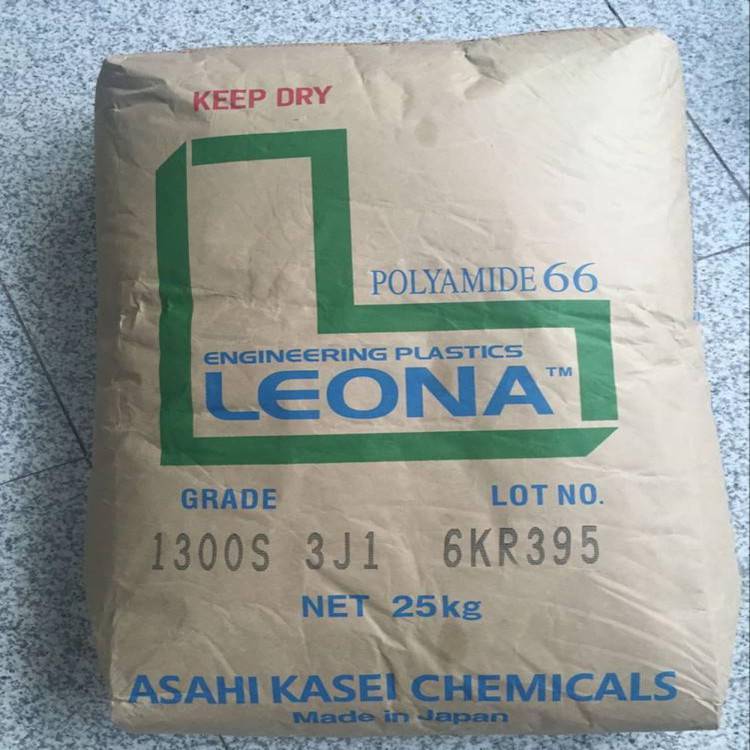 KEEP DRY
POLYAMIDE 66
ENGINEERING PLASTICS
LEONA™
GRADE LOT NO.
1300S 3J1 6KR395
NET 25kg
ASAHI KASEI CHEMICALS
Made in Japan